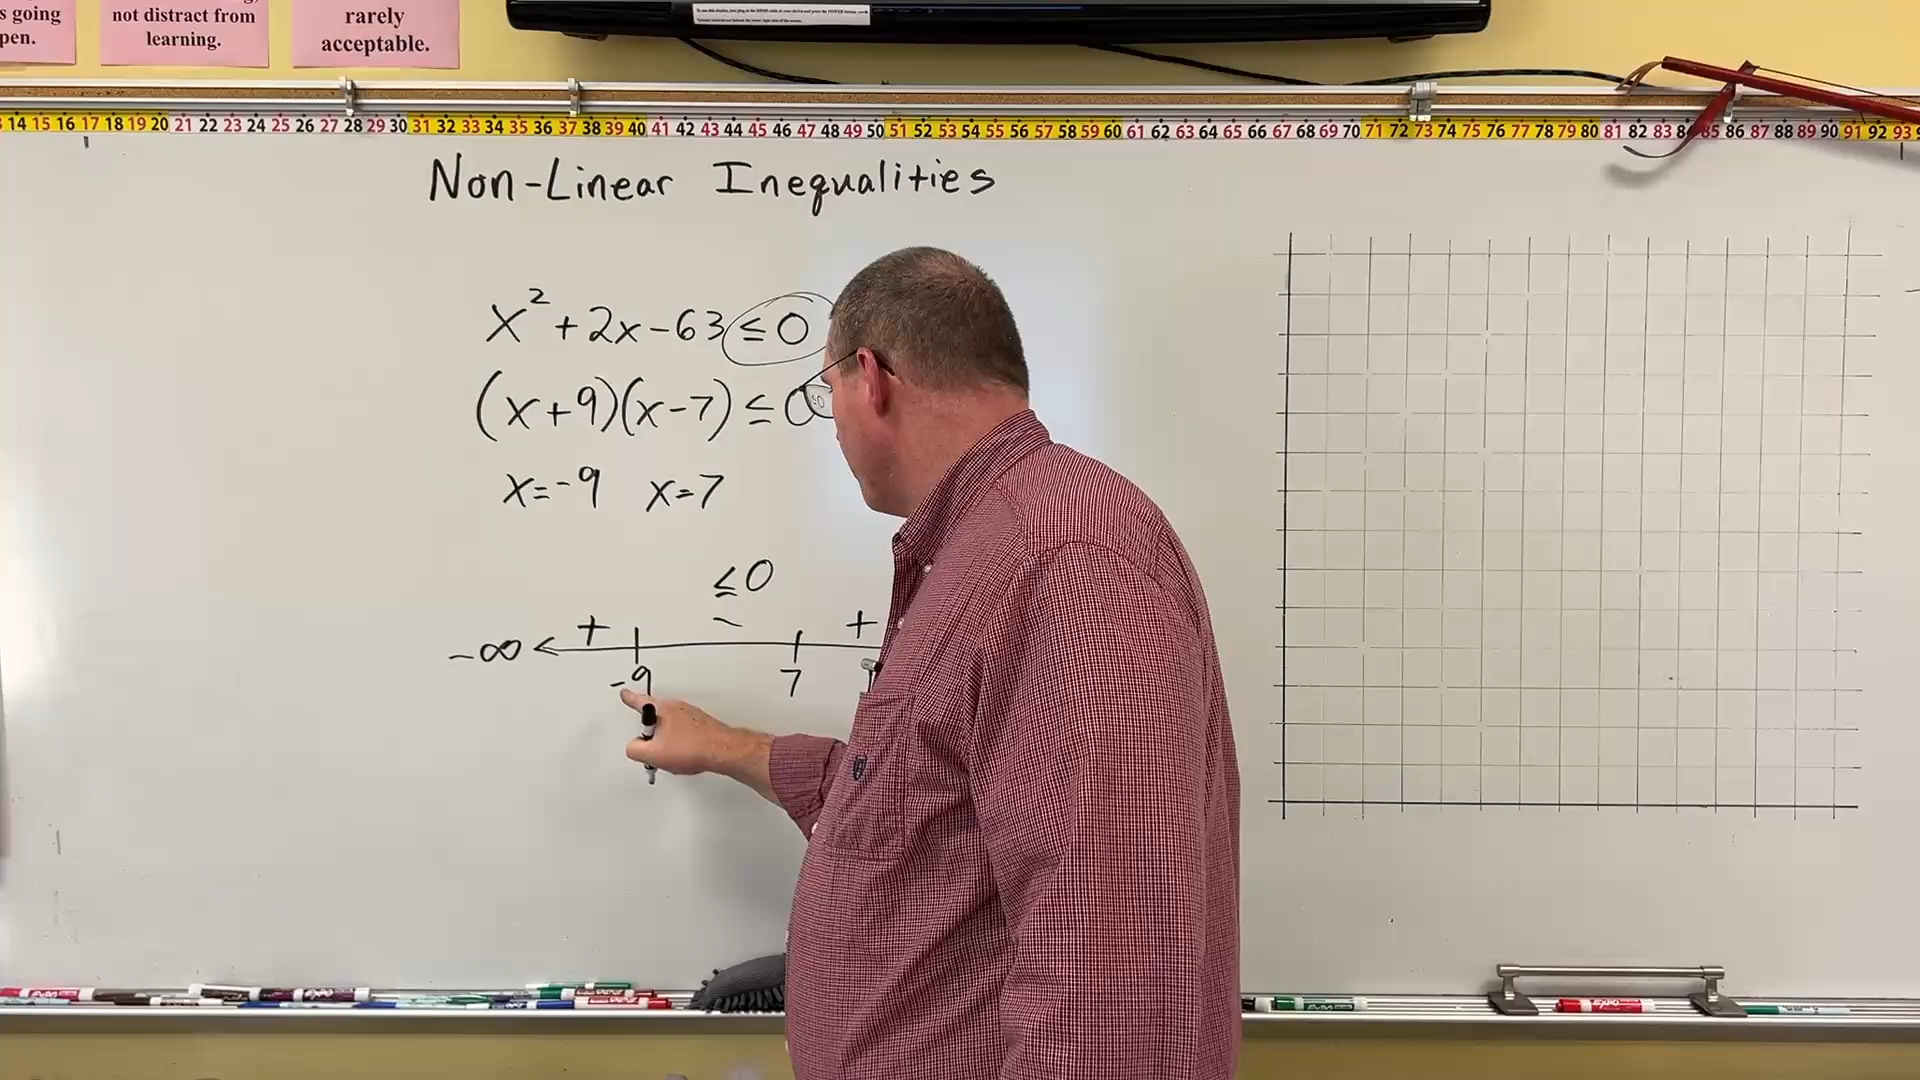 s going
pen.
not distract from
learning.
rarely
acceptable.
14 15 16 17 18 19 20 21 22 23 24 25 26 27 28 29 30 31 32 33 34 35 36 37 38 39 40 41 42 43 44 45 46 47 48 49 50 51 52 53 54 55 56 57 58 59 60 61 62 63 64 65 66 67 68 69 70 71 72 73 74 75 76 77 78 79 80 81 82 83 85 86 87 88 89 90 91 92 93
Non-Linear Inequalities
x² + 2x - 63 ≤ 0
(x+9)(x-7) ≤ 0
x = -9 x = 7
≤ 0
+ - +
-∞
-9 7